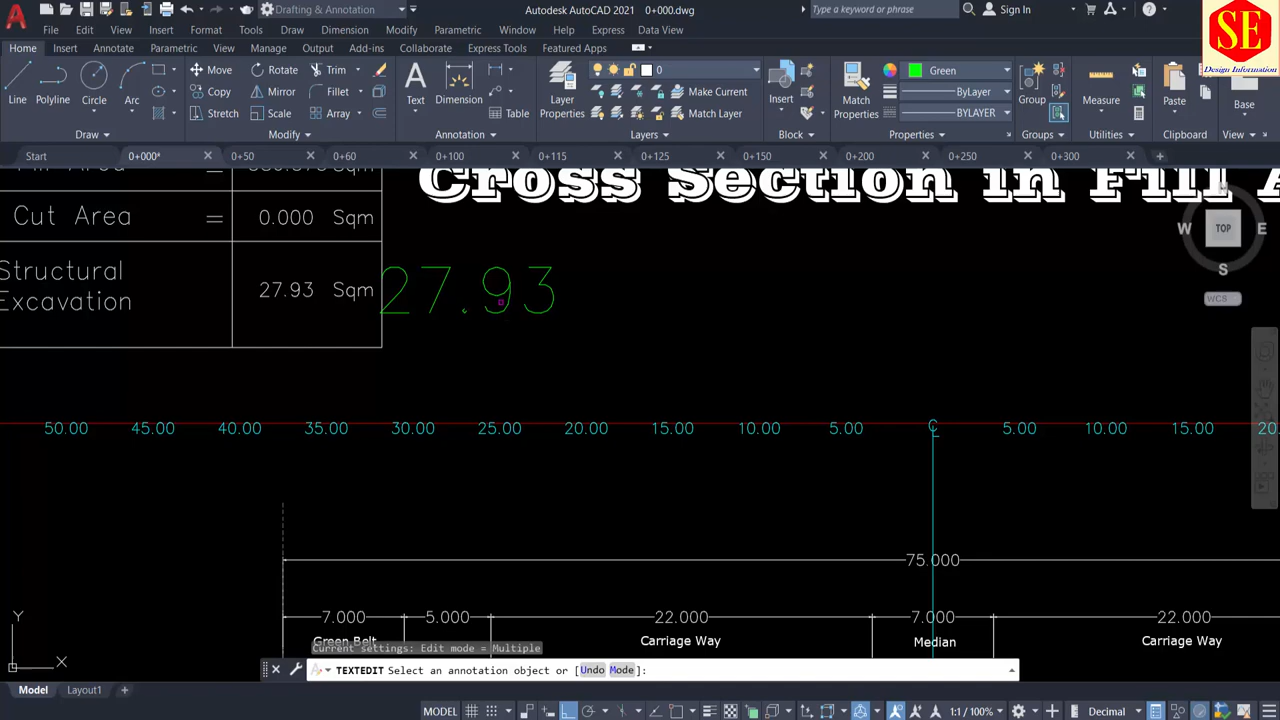 Drafting & Annotation
Autodesk AutoCAD 2021 0+000.dwg
Type a keyword or phrase
Sign In
SE
Design Information
File Edit View Insert Format Tools Draw Dimension Modify Parametric Window Help Express Data View
Home Insert Annotate Parametric View Manage Output Add-ins Collaborate Express Tools Featured Apps
Line
Polyline
Circle
Arc
Move
Rotate
Trim
Copy
Mirror
Fillet
Stretch
Scale
Array
Text
Dimension
Table
Layer
Properties
0
Make Current
Match Layer
Insert
Match
Properties
Green
ByLayer
BYLAYER
Group
Measure
Paste
Base
Draw
Modify
Annotation
Layers
Block
Properties
Groups
Utilities
Clipboard
View
Start 0+000* 0+50 0+60 0+100 0+115 0+125 0+150 0+200 0+250 0+300
Cross Section in Fill A
= Sqm
Cut Area = 0.000 Sqm
Structural
Excavation
27.93 Sqm
27.93
N
W TOP E
S
WCS
50.00 45.00 40.00 35.00 30.00 25.00 20.00 15.00 10.00 5.00 CL 5.00 10.00 15.00 20.
75.000
7.000 5.000 22.000 7.000 22.000
Green Belt Carriage Way Median Carriage Way
Current settings: Edit mode = Multiple
TEXTEDIT Select an annotation object or [Undo Mode]:
Y
X
Model Layout1
MODEL
1:1 / 100%
Decimal